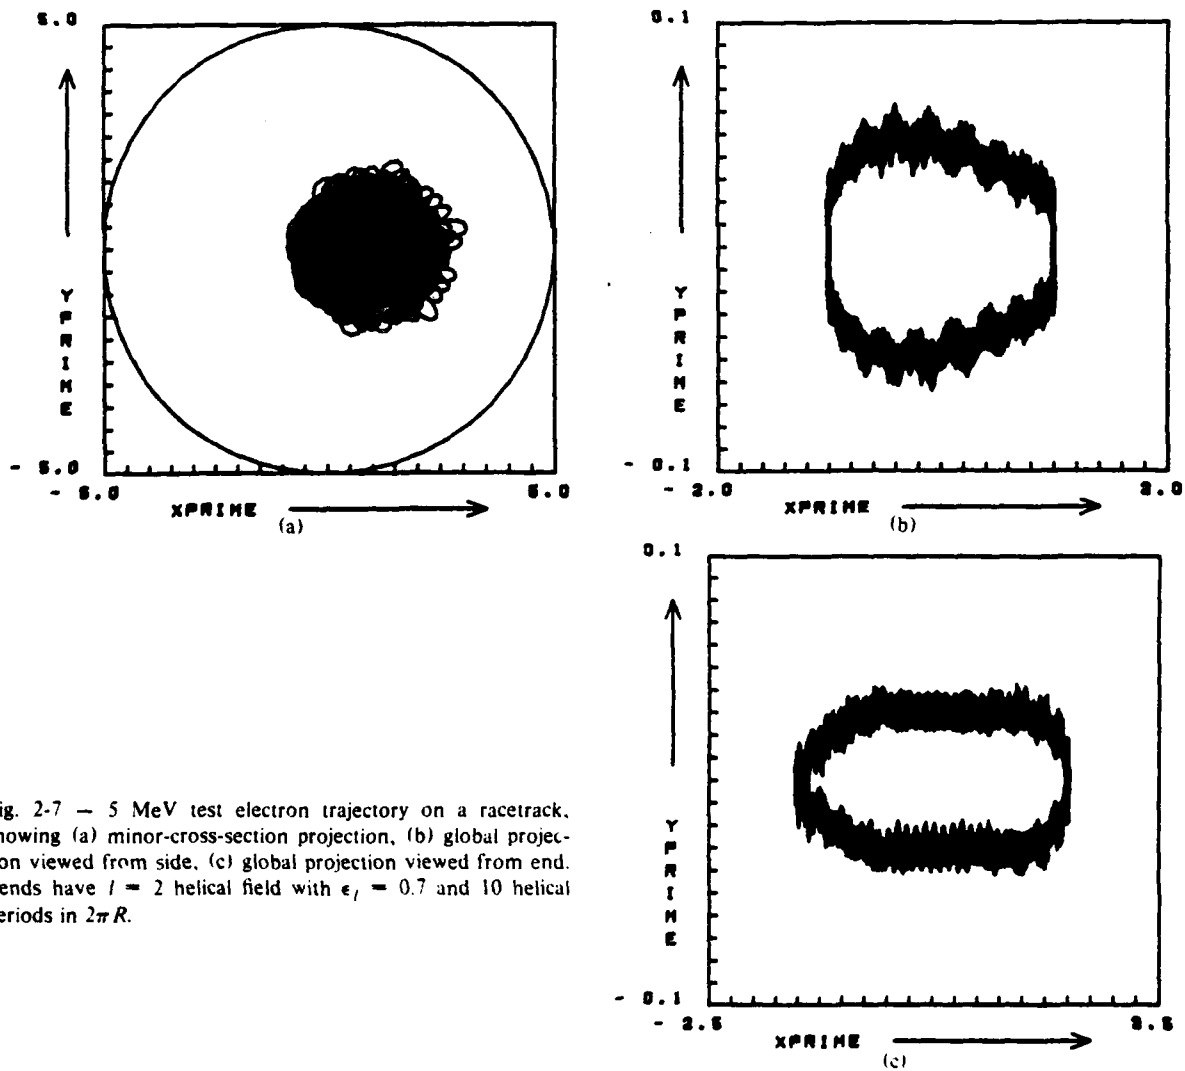 5.0
YPRIME
- 5.0
- 5.0
XPRIME
5.0
(a)
0.1
YPRIME
- 0.1
- 2.0
XPRIME
2.0
(b)
0.1
YPRIME
- 0.1
- 2.5
XPRIME
2.5
(c)
ig. 2-7 — 5 MeV test electron trajectory on a racetrack,
howing (a) minor-cross-section projection, (b) global projec-
on viewed from side, (c) global projection viewed from end.
ends have l = 2 helical field with ϵ_l = 0.7 and 10 helical
eriods in 2πR.